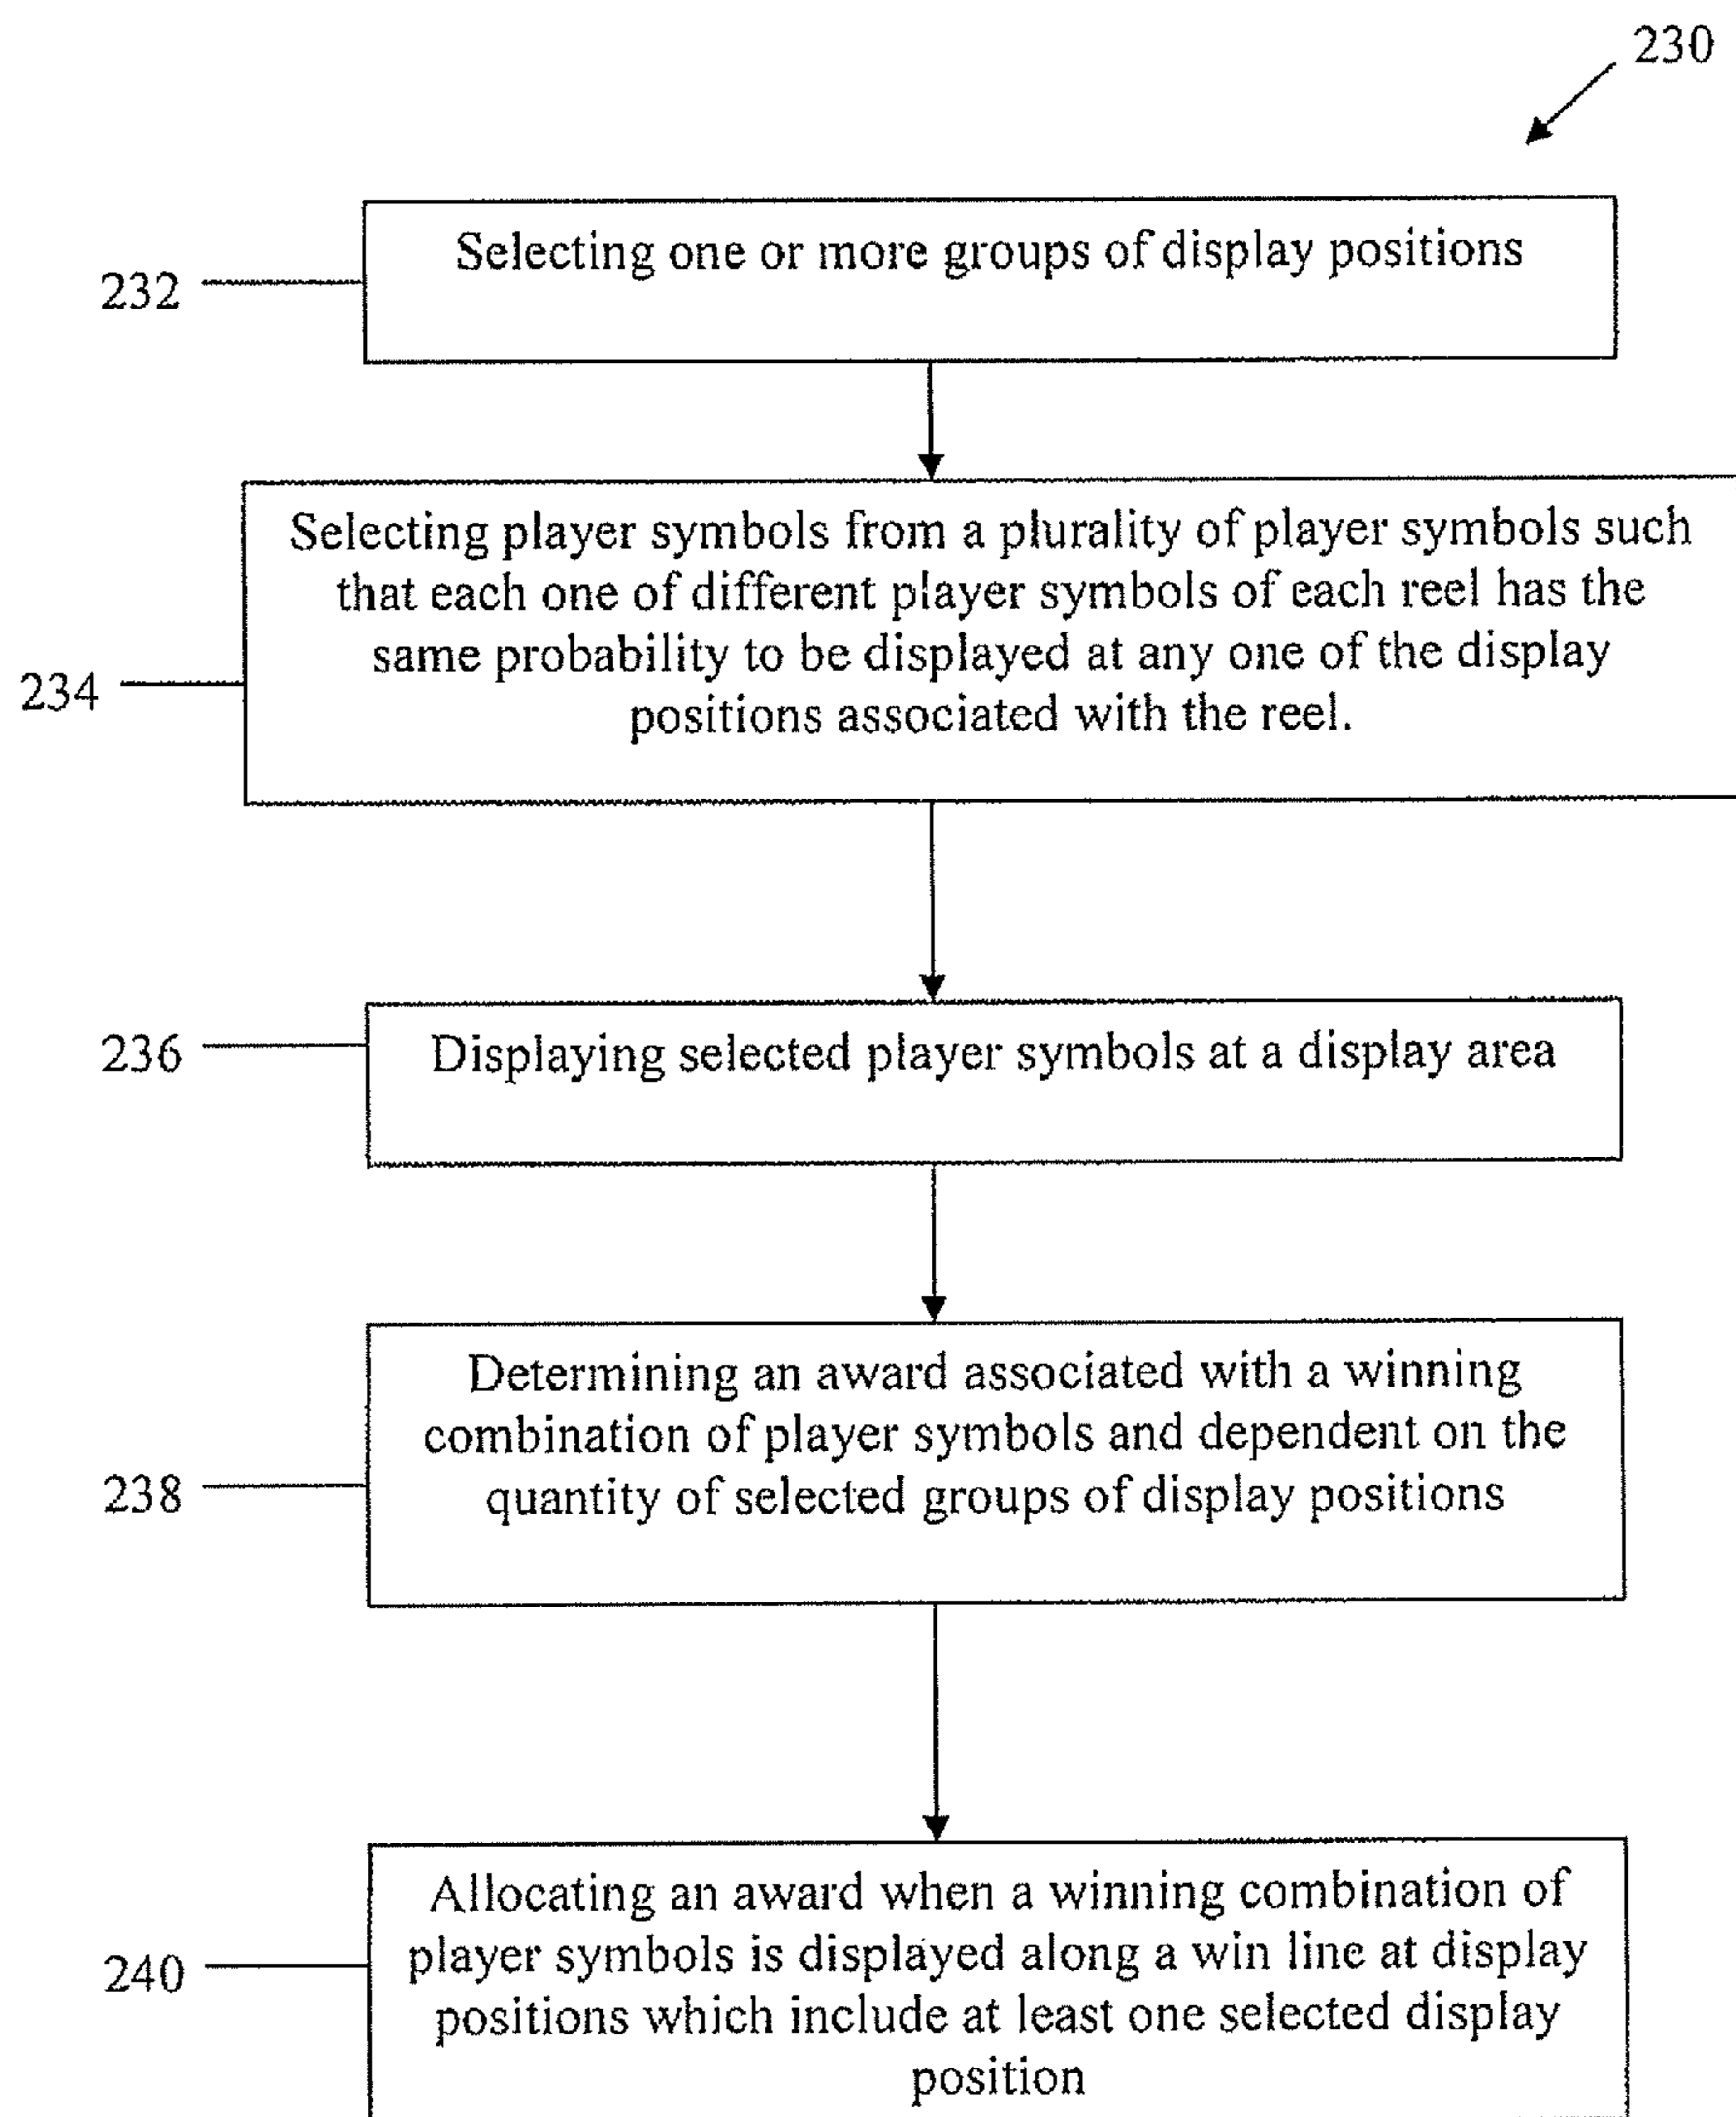 230
232
Selecting one or more groups of display positions
Selecting player symbols from a plurality of player symbols such
that each one of different player symbols of each reel has the
same probability to be displayed at any one of the display
positions associated with the reel.
234
236
Displaying selected player symbols at a display area
Determining an award associated with a winning
combination of player symbols and dependent on the
quantity of selected groups of display positions
238
Allocating an award when a winning combination of
player symbols is displayed along a win line at display
positions which include at least one selected display
position
240